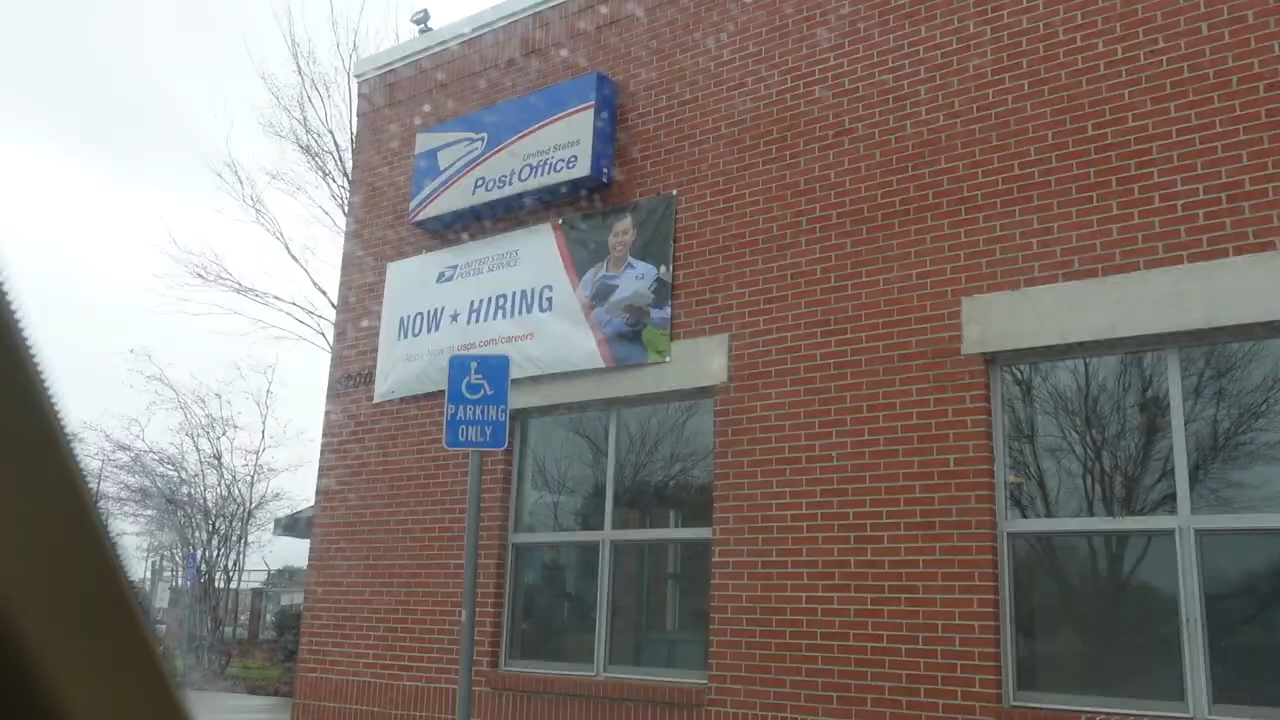 United States
Post Office
UNITED STATES
POSTAL SERVICE
NOW ★ HIRING
Apply Now at usps.com/careers
PARKING
ONLY